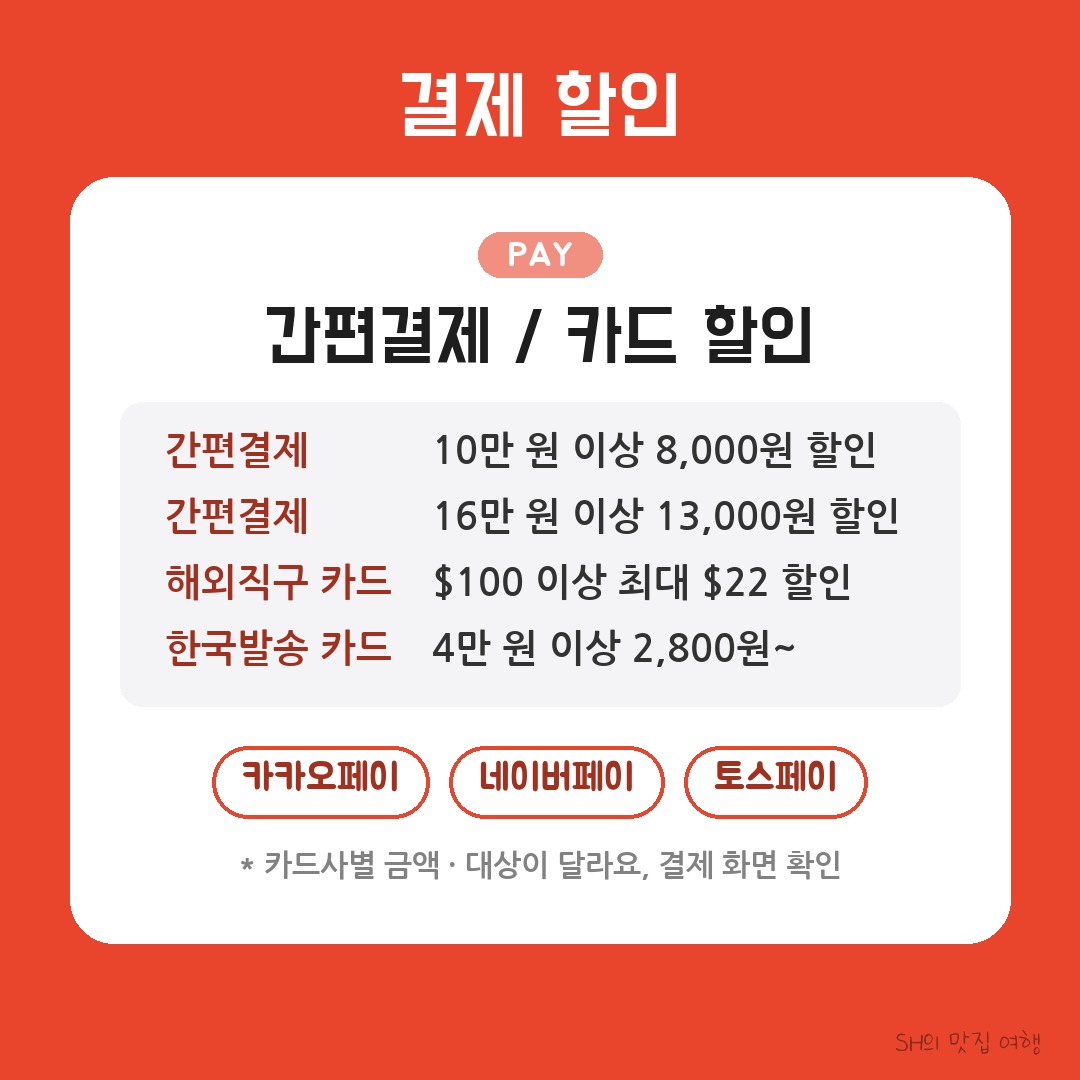 결제 할인
PAY
간편결제 / 카드 할인
간편결제 10만 원 이상 8,000원 할인
간편결제 16만 원 이상 13,000원 할인
해외직구 카드 $100 이상 최대 $22 할인
한국발송 카드 4만 원 이상 2,800원~
카카오페이 네이버페이 토스페이
* 카드사별 금액 · 대상이 달라요, 결제 화면 확인
SH의 맛집 여행